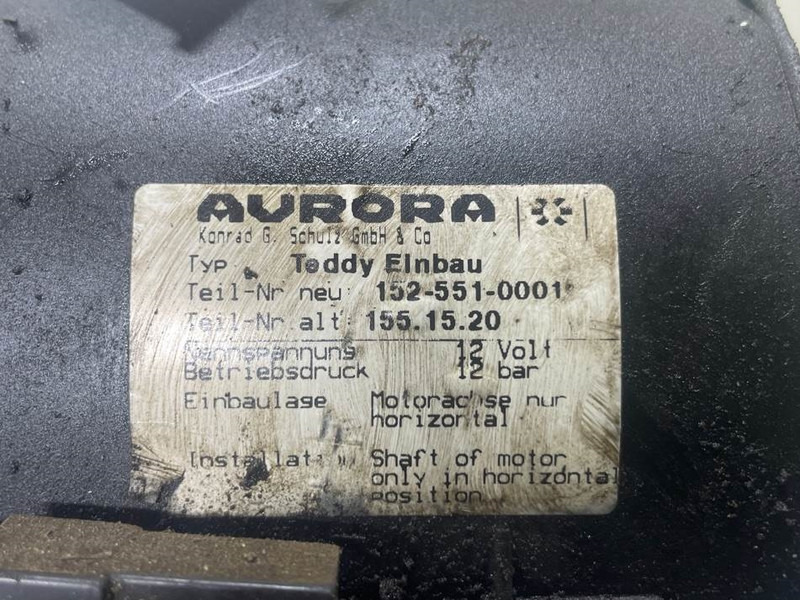 AURORA
Konrad G. Schulz GmbH & Co
Typ Teddy Einbau
Teil-Nr neu: 152-551-0001
Teil-Nr alt: 155.15.20
Nennspannung 12 Volt
Betriebsdruck 12 bar
Einbaulage Motorachse nur
horizontal
Shaft of motor
only in horizontal
position